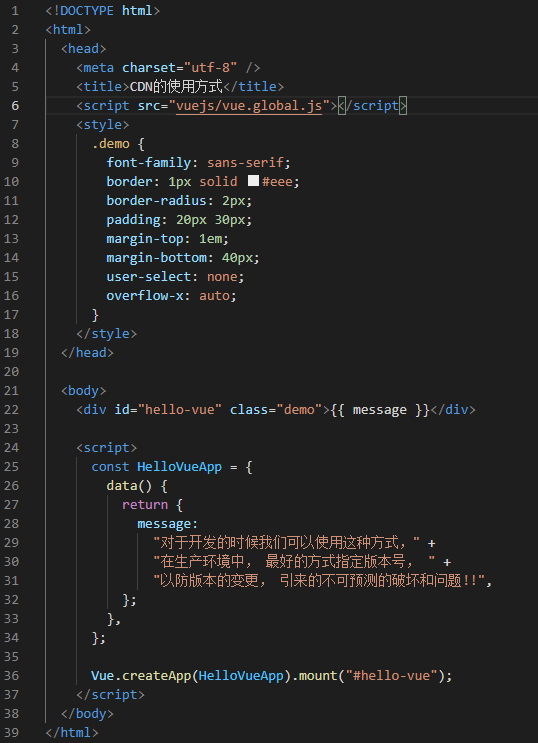 1 <!DOCTYPE html>
2 <html>
3   <head>
4     <meta charset="utf-8" />
5     <title>CDN的使用方式</title>
6     <script src="vuejs/vue.global.js"></script>
7     <style>
8       .demo {
9         font-family: sans-serif;
10         border: 1px solid #eee;
11         border-radius: 2px;
12         padding: 20px 30px;
13         margin-top: 1em;
14         margin-bottom: 40px;
15         user-select: none;
16         overflow-x: auto;
17       }
18     </style>
19   </head>
20
21   <body>
22     <div id="hello-vue" class="demo">{{ message }}</div>
23
24     <script>
25       const HelloVueApp = {
26         data() {
27           return {
28             message:
29               "对于开发的时候我们可以使用这种方式，" +
30               "在生产环境中， 最好的方式指定版本号， " +
31               "以防版本的变更， 引来的不可预测的破坏和问题!!",
32           };
33         },
34       };
35
36       Vue.createApp(HelloVueApp).mount("#hello-vue");
37     </script>
38   </body>
39 </html>